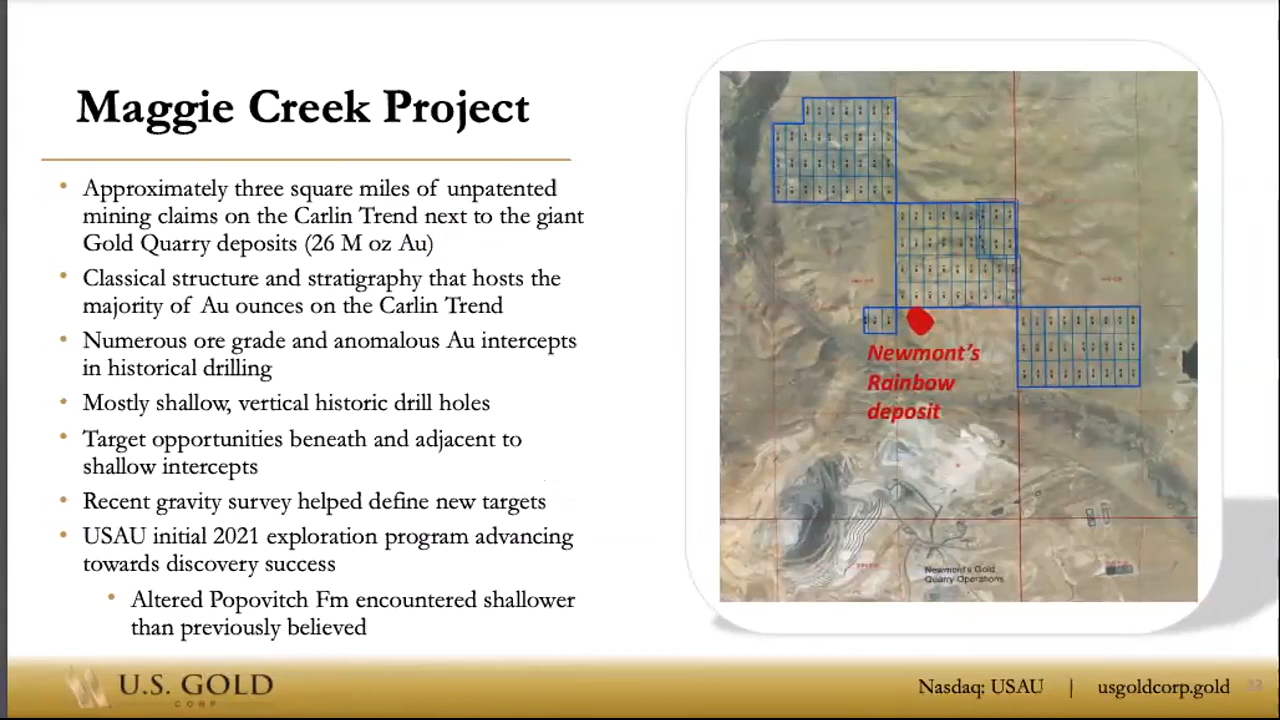 Maggie Creek Project
• Approximately three square miles of unpatented
mining claims on the Carlin Trend next to the giant
Gold Quarry deposits (26 M oz Au)
• Classical structure and stratigraphy that hosts the
majority of Au ounces on the Carlin Trend
• Numerous ore grade and anomalous Au intercepts
in historical drilling
• Mostly shallow, vertical historic drill holes
• Target opportunities beneath and adjacent to
shallow intercepts
• Recent gravity survey helped define new targets
• USAU initial 2021 exploration program advancing
towards discovery success
• Altered Popovitch Fm encountered shallower
than previously believed
Newmont's
Rainbow
deposit
Newmont's Gold
Quarry Operations
U.S. GOLD
CORP
Nasdaq: USAU | usgoldcorp.gold